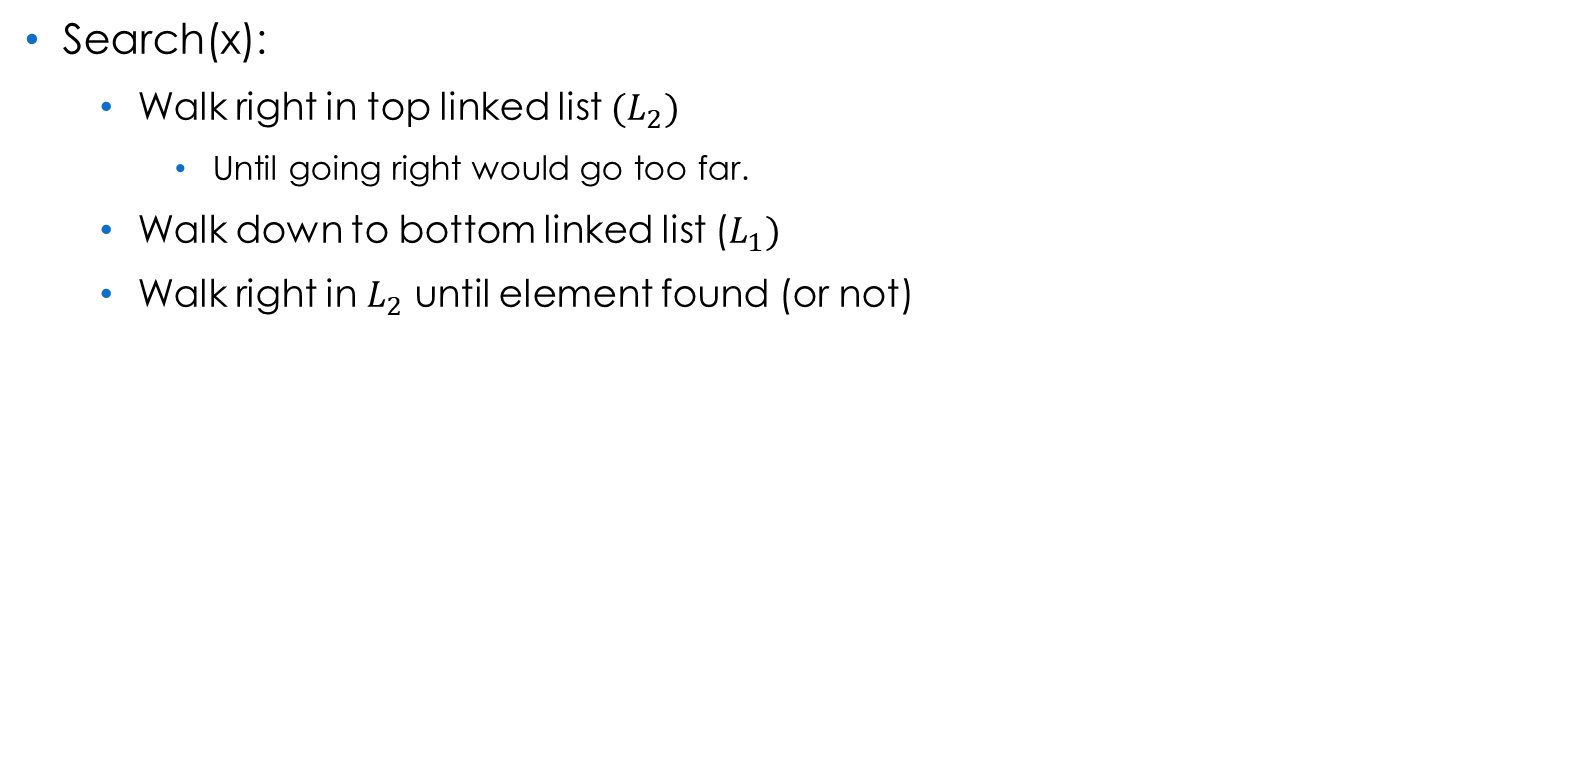 • Search(x):
• Walk right in top linked list (L₂)
• Until going right would go too far.
• Walk down to bottom linked list (L₁)
• Walk right in L₂ until element found (or not)